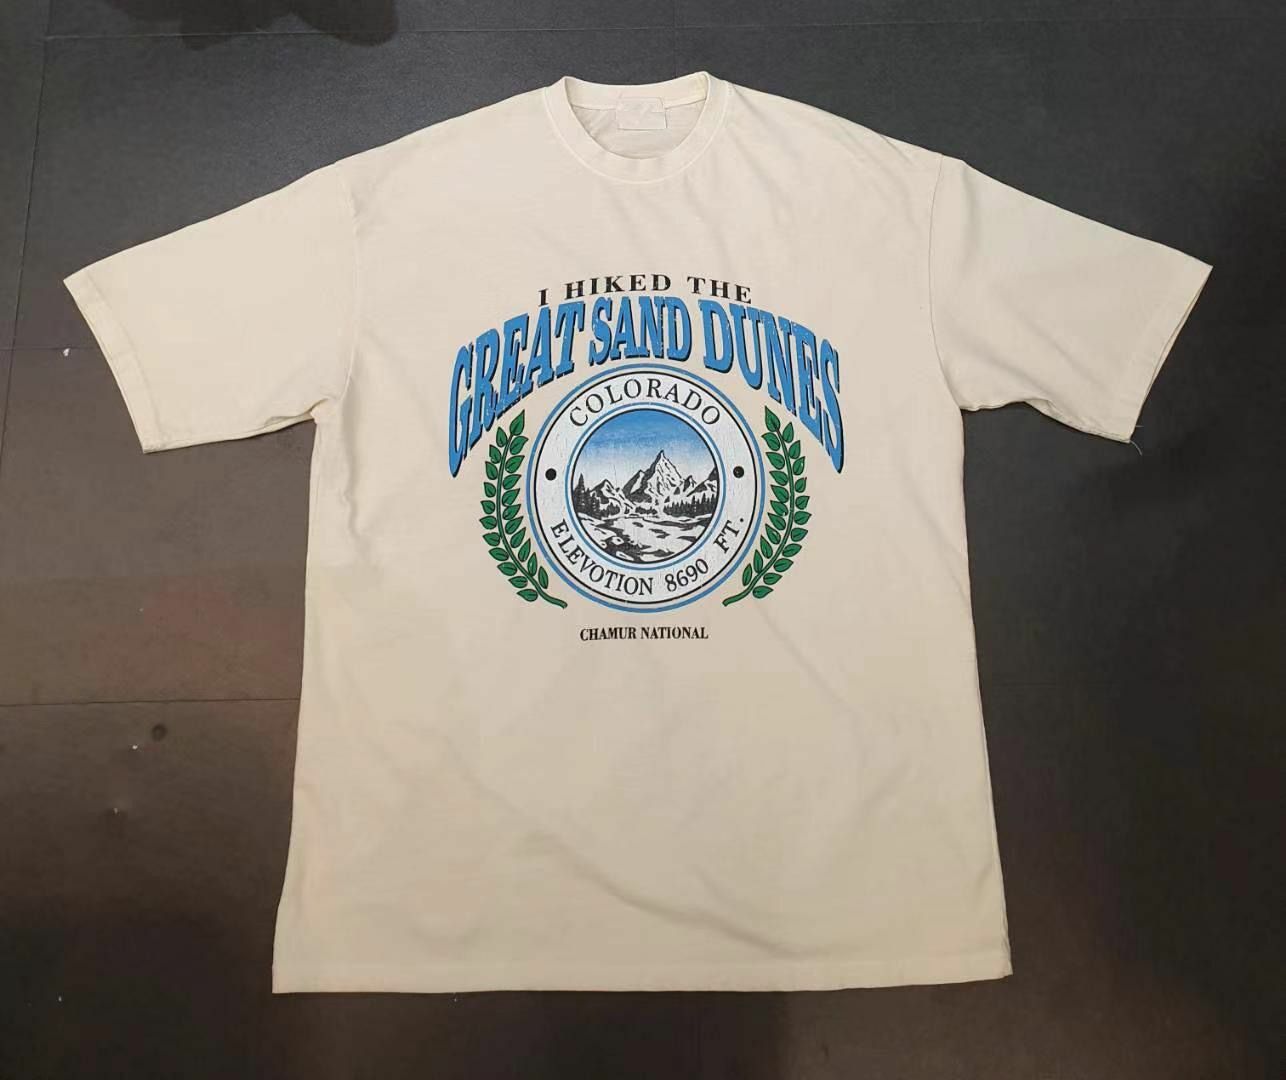 I HIKED THE
GREAT SAND DUNES
COLORADO
ELEVOTION 8690 FT.
CHAMUR NATIONAL